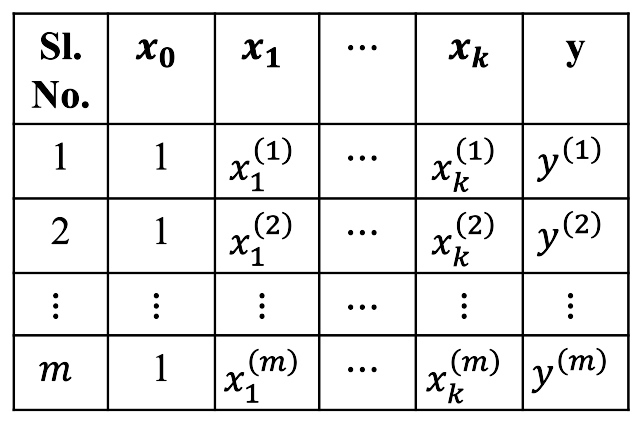 Sl. No. x₀ x₁ ⋯ xₖ y
1 1 x₁⁽¹⁾ ⋯ xₖ⁽¹⁾ y⁽¹⁾
2 1 x₁⁽²⁾ ⋯ xₖ⁽²⁾ y⁽²⁾
⋮ ⋮ ⋮ ⋯ ⋮ ⋮
m 1 x₁⁽ᵐ⁾ ⋯ xₖ⁽ᵐ⁾ y⁽ᵐ⁾